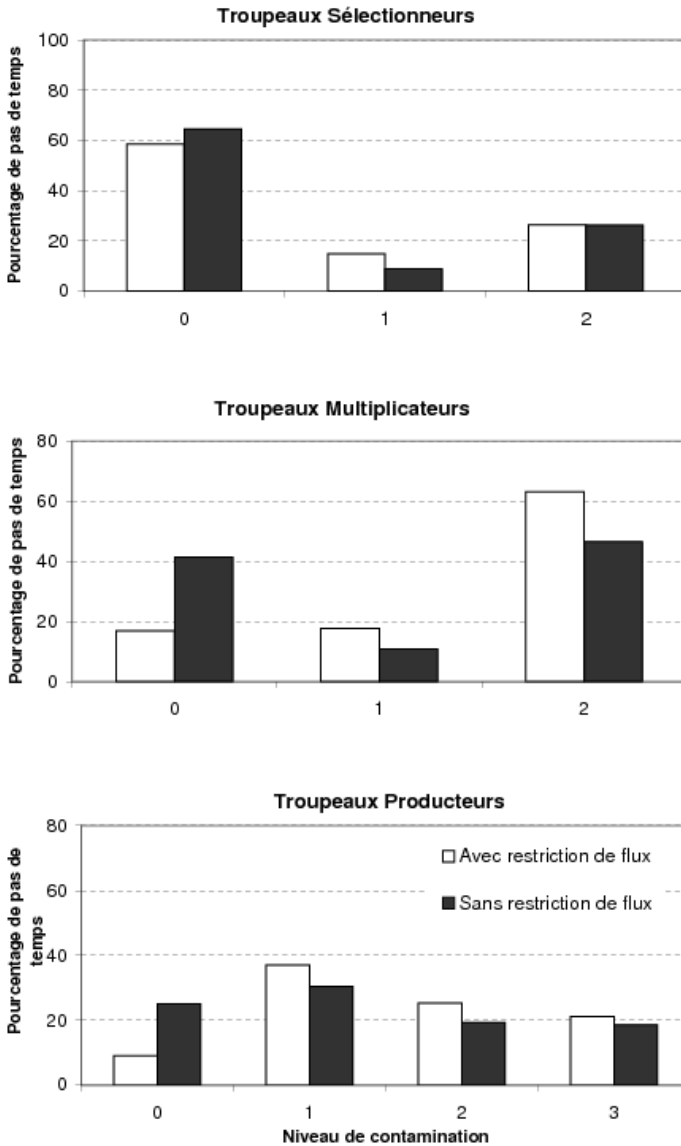 Troupeaux Sélectionneurs
Pourcentage de pas de temps
100
80
60
40
20
0
0 1 2
Troupeaux Multiplicateurs
Pourcentage de pas de temps
80
60
40
20
0
0 1 2
Troupeaux Producteurs
Pourcentage de pas de
temps
80
60
40
20
0
Avec restriction de flux
Sans restriction de flux
0 1 2 3
Niveau de contamination